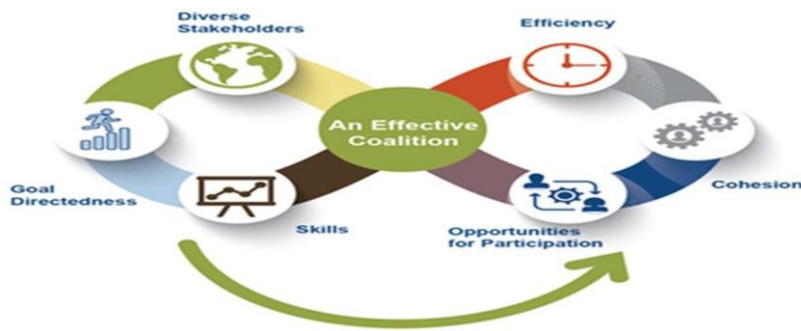 Diverse
Stakeholders
Efficiency
An Effective
Coalition
Goal
Directedness
Skills
Opportunities
for Participation
Cohesion